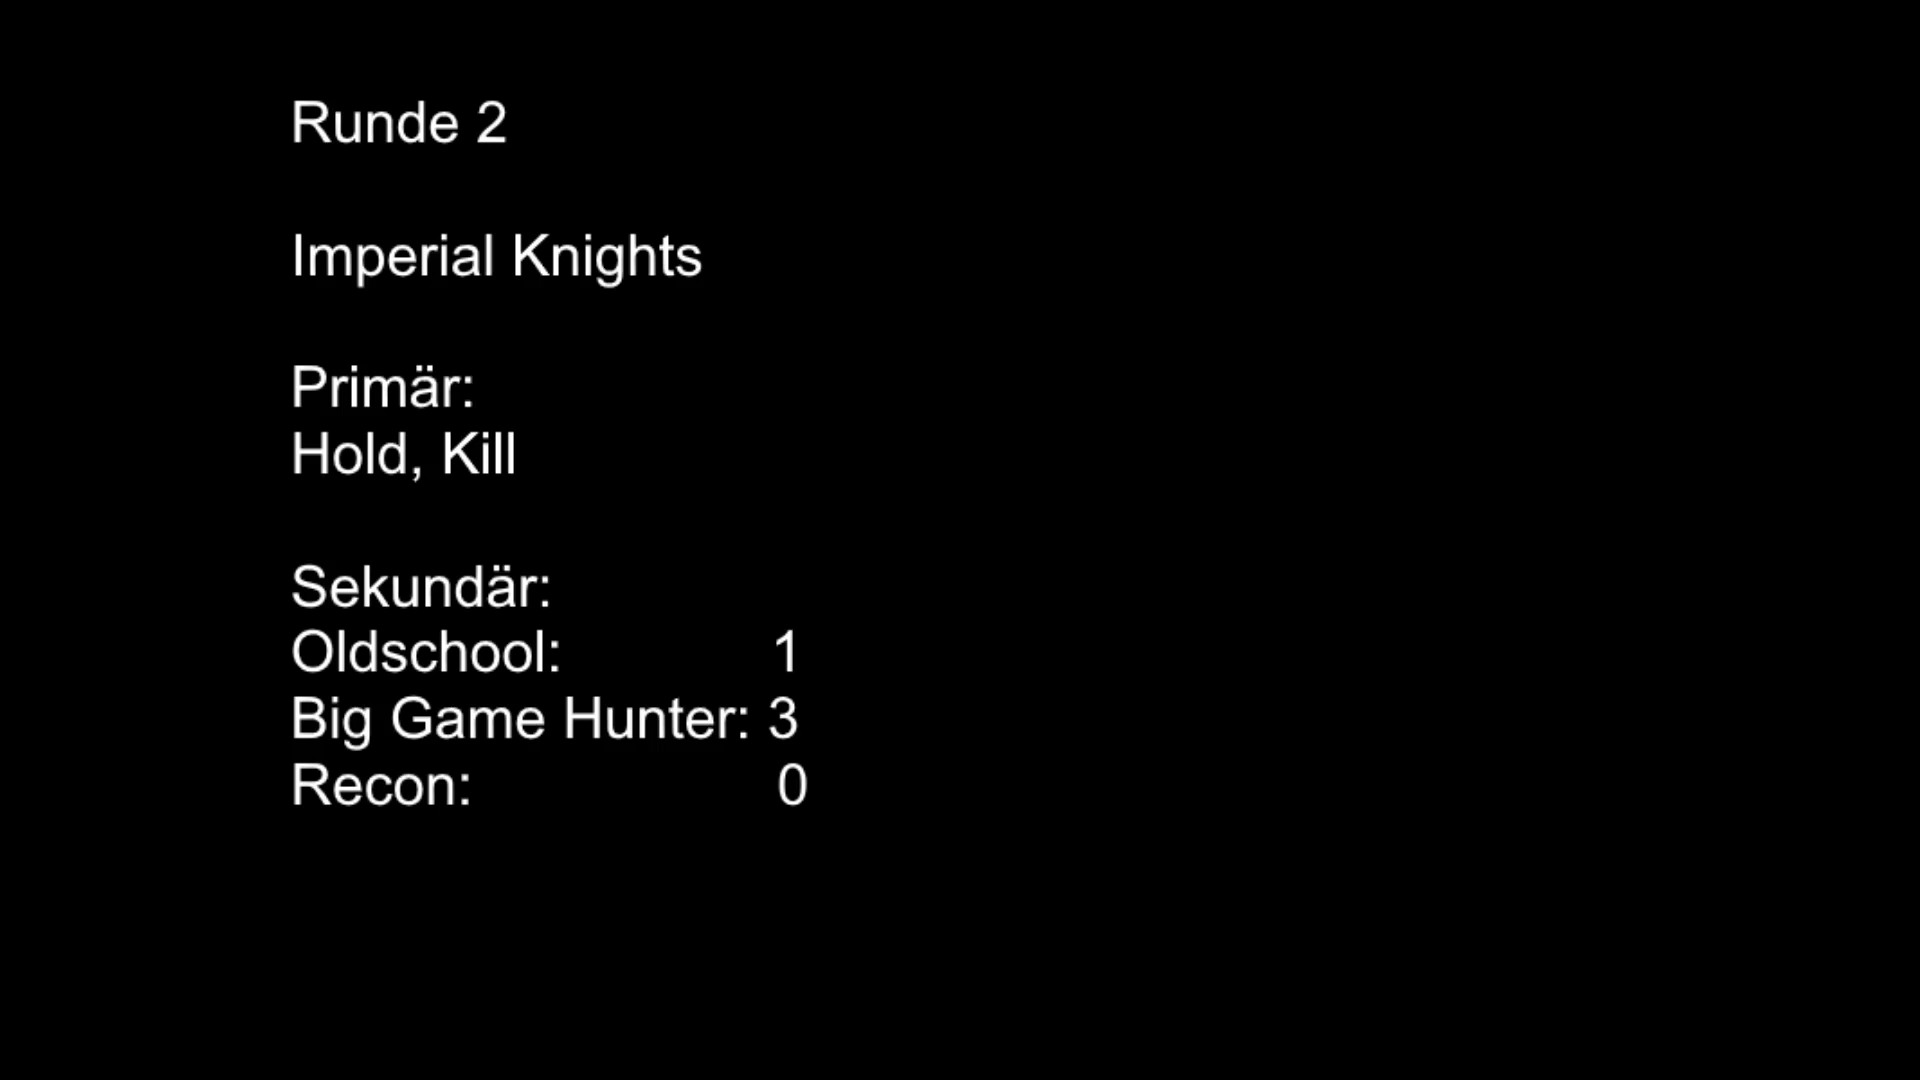 Runde 2
Imperial Knights
Primär:
Hold, Kill
Sekundär:
Oldschool: 1
Big Game Hunter: 3
Recon: 0